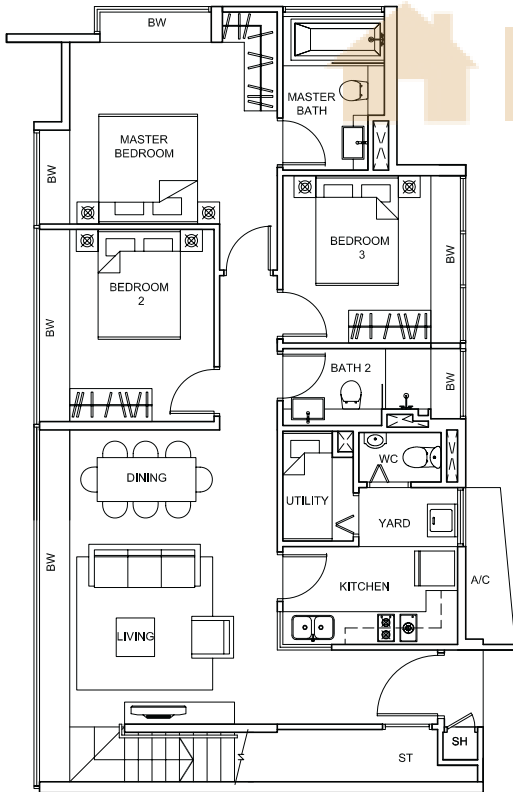 BW
MASTER
BATH
MASTER
BEDROOM
BW
BEDROOM
3
BW
BEDROOM
2
BW
BATH 2
BW
DINING
WC
UTILITY
YARD
BW
KITCHEN
A/C
LIVING
ST
SH